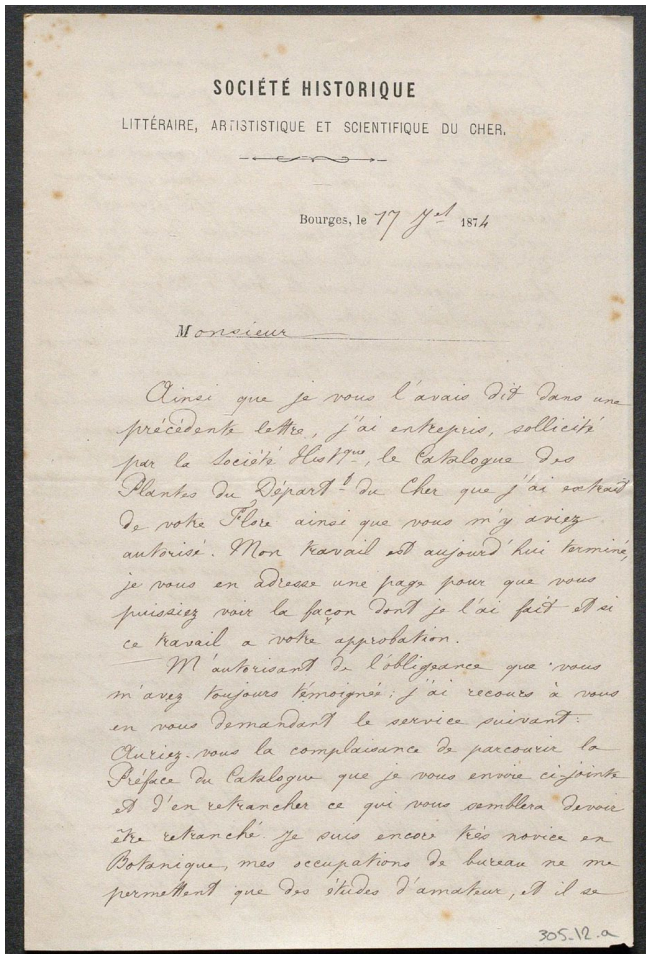 SOCIÉTÉ HISTORIQUE
LITTÉRAIRE, ARTISTISTIQUE ET SCIENTIFIQUE DU CHER,
Bourges, le 17 Jet 1874
Monsieur
Ainsi que je vous l'avais dit dans une
précédente lettre, j'ai entrepris, sollicité
par la Société Histque, le Catalogue des
Plantes du Départt du Cher que j'ai extrait
de votre Flore ainsi que vous m'y aviez
autorisé. Mon travail est aujourd'hui terminé,
je vous en adresse une page pour que vous
puissiez voir la façon dont je l'ai fait et si
ce travail a votre approbation.
M'autorisant de l'obligeance que vous
m'avez toujours témoignée: j'ai recours à vous
en vous demandant le service suivant:
Auriez-vous la complaisance de parcourir la
Préface du Catalogue que je vous envoie ci-jointe
et d'en retrancher ce qui vous semblera devoir
être retranché. Je suis encore très novice en
Botanique, mes occupations de bureau ne me
permettent que des études d'amateur, et il se
305-12.a